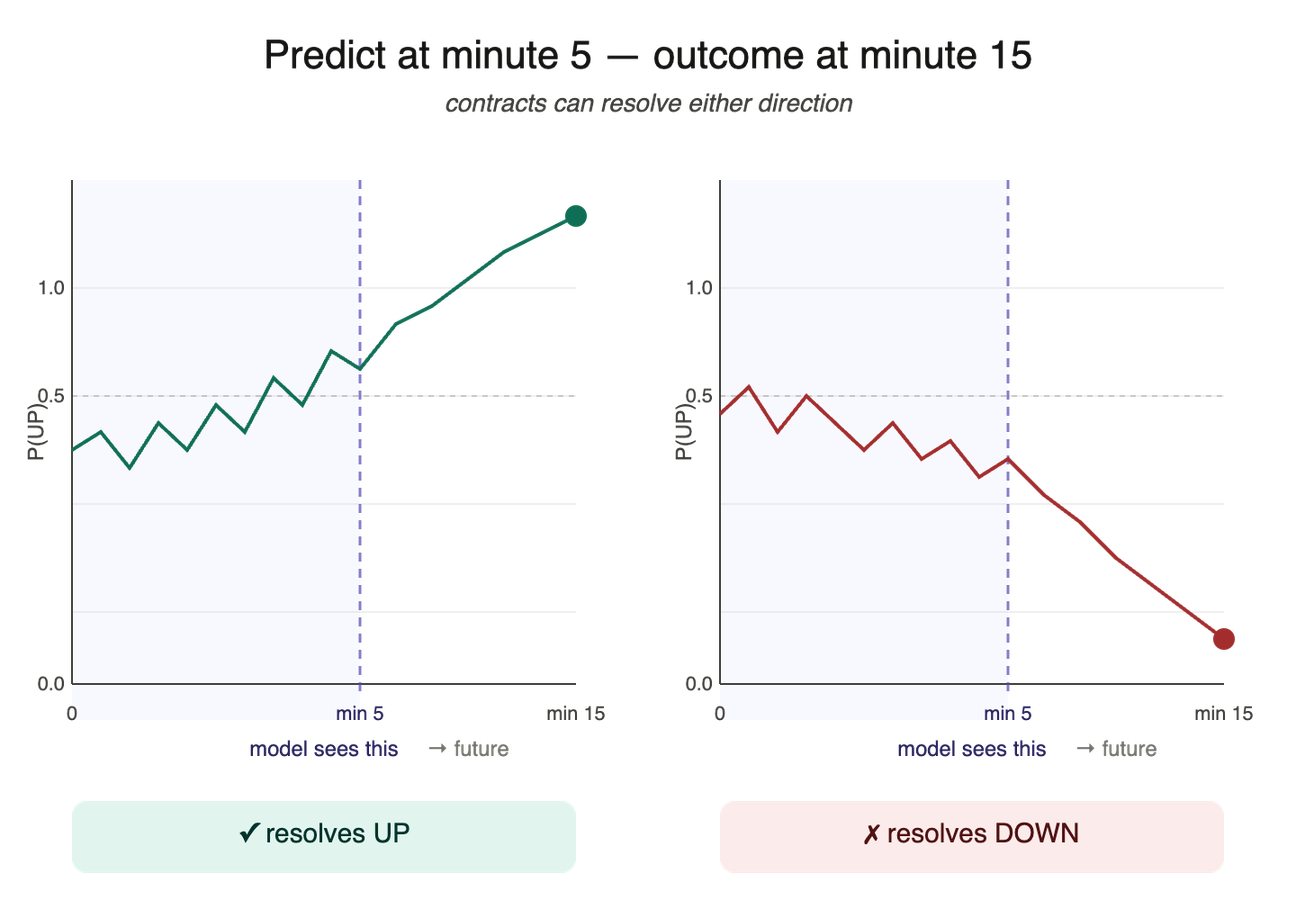 Predict at minute 5 — outcome at minute 15
contracts can resolve either direction
1.0
0.5
P(UP)
0.0
0
min 5
min 15
model sees this → future
✓ resolves UP
1.0
0.5
P(UP)
0.0
0
min 5
min 15
model sees this → future
✗ resolves DOWN